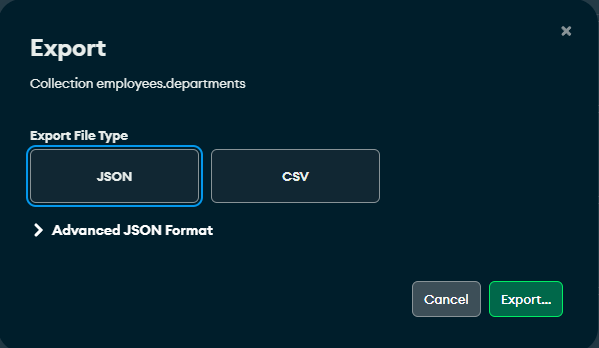 Export
Collection employees.departments
Export File Type
JSON
CSV
Advanced JSON Format
Cancel
Export...